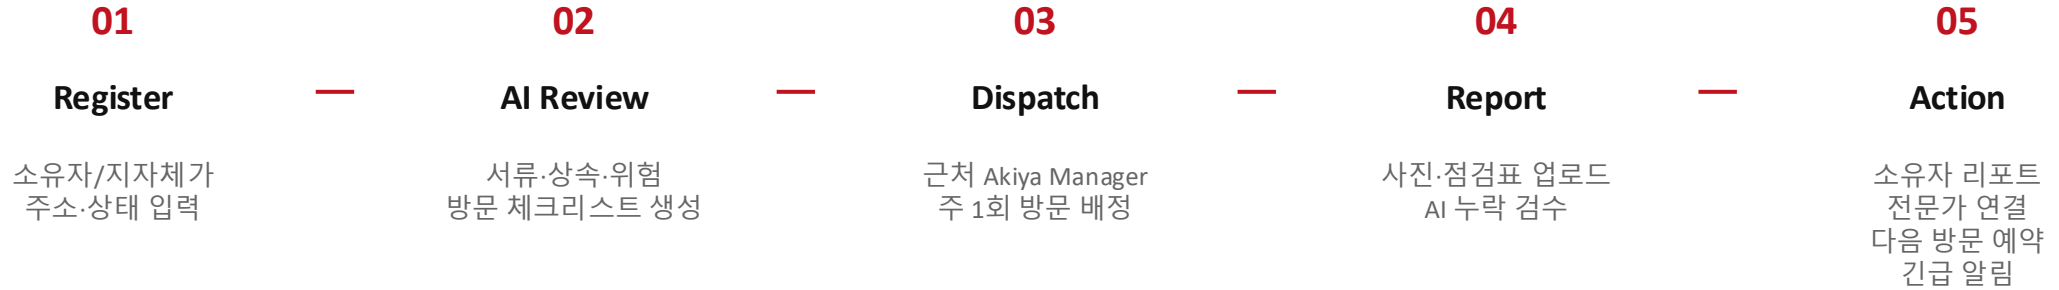 01
Register
소유자/지자체가
주소·상태 입력
02
AI Review
서류·상속·위험
방문 체크리스트 생성
03
Dispatch
근처 Akiya Manager
주 1회 방문 배정
04
Report
사진·점검표 업로드
AI 누락 검수
05
Action
소유자 리포트
전문가 연결
다음 방문 예약
긴급 알림